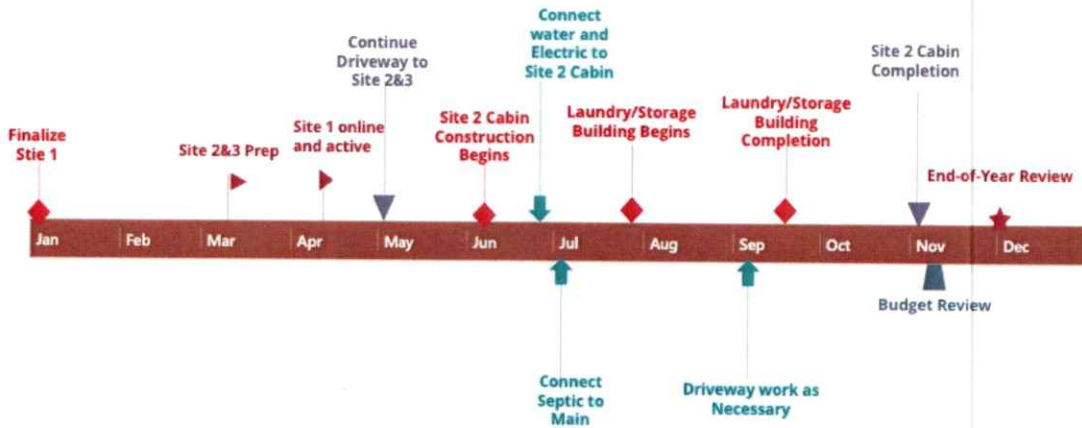 Connect
water and
Electric to
Site 2 Cabin
Continue
Driveway to
Site 2&3
Site 2 Cabin
Completion
Finalize
Stie 1
Site 2&3 Prep
Site 1 online
and active
Site 2 Cabin
Construction
Begins
Laundry/Storage
Building Begins
Laundry/Storage
Building
Completion
End-of-Year Review
Jan
Feb
Mar
Apr
May
Jun
Jul
Aug
Sep
Oct
Nov
Dec
Budget Review
Connect
Septic to
Main
Driveway work as
Necessary